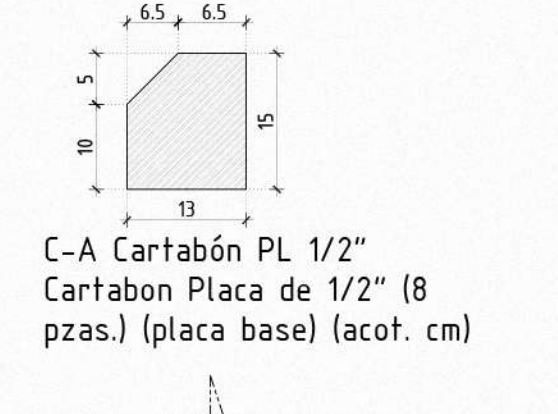 6.5 6.5
5
10
15
13
C-A Cartabón PL 1/2"
Cartabon Placa de 1/2" (8
pzas.) (placa base) (acot. cm)